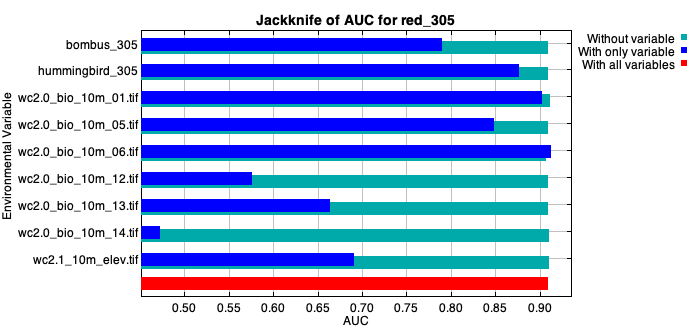 Jackknife of AUC for red_305
Without variable
With only variable
With all variables
Environmental Variable
bombus_305
hummingbird_305
wc2.0_bio_10m_01.tif
wc2.0_bio_10m_05.tif
wc2.0_bio_10m_06.tif
wc2.0_bio_10m_12.tif
wc2.0_bio_10m_13.tif
wc2.0_bio_10m_14.tif
wc2.1_10m_elev.tif
0.50 0.55 0.60 0.65 0.70 0.75 0.80 0.85 0.90
AUC